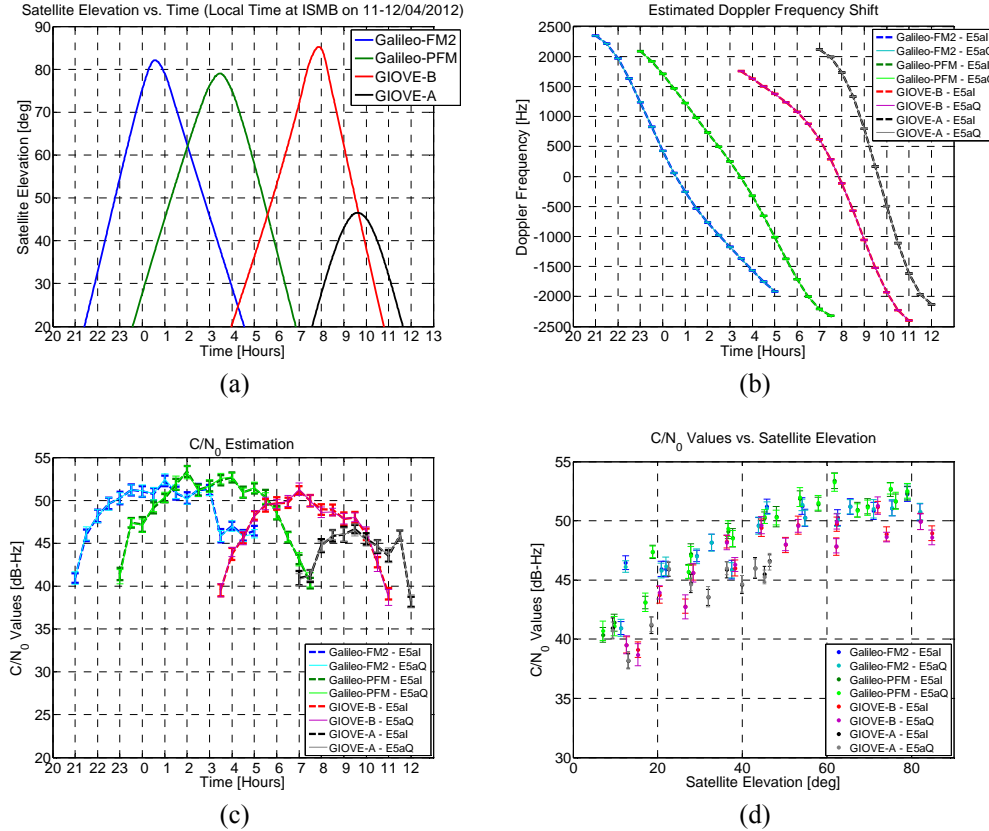 Satellite Elevation vs. Time (Local Time at ISMB on 11-12/04/2012)
90
80
70
60
50
40
30
20
Satellite Elevation [deg]
Galileo-FM2
Galileo-PFM
GIOVE-B
GIOVE-A
20 21 22 23 0 1 2 3 4 5 6 7 8 9 10 11 12 13
Time [Hours]
(a)
Estimated Doppler Frequency Shift
2500
2000
1500
1000
500
0
-500
-1000
-1500
-2000
-2500
Doppler Frequency [Hz]
Galileo-FM2 - E5aI
Galileo-FM2 - E5aQ
Galileo-PFM - E5aI
Galileo-PFM - E5aQ
GIOVE-B - E5aI
GIOVE-B - E5aQ
GIOVE-A - E5aI
GIOVE-A - E5aQ
20 21 22 23 0 1 2 3 4 5 6 7 8 9 10 11 12
Time [Hours]
(b)
C/N0 Estimation
55
50
45
40
35
30
25
20
C/N0 Values [dB-Hz]
Galileo-FM2 - E5aI
Galileo-FM2 - E5aQ
Galileo-PFM - E5aI
Galileo-PFM - E5aQ
GIOVE-B - E5aI
GIOVE-B - E5aQ
GIOVE-A - E5aI
GIOVE-A - E5aQ
20 21 22 23 0 1 2 3 4 5 6 7 8 9 10 11 12
Time [Hours]
(c)
C/N0 Values vs. Satellite Elevation
55
50
45
40
35
30
C/N0 Values [dB-Hz]
Galileo-FM2 - E5aI
Galileo-FM2 - E5aQ
Galileo-PFM - E5aI
Galileo-PFM - E5aQ
GIOVE-B - E5aI
GIOVE-B - E5aQ
GIOVE-A - E5aI
GIOVE-A - E5aQ
0 20 40 60 80
Satellite Elevation [deg]
(d)